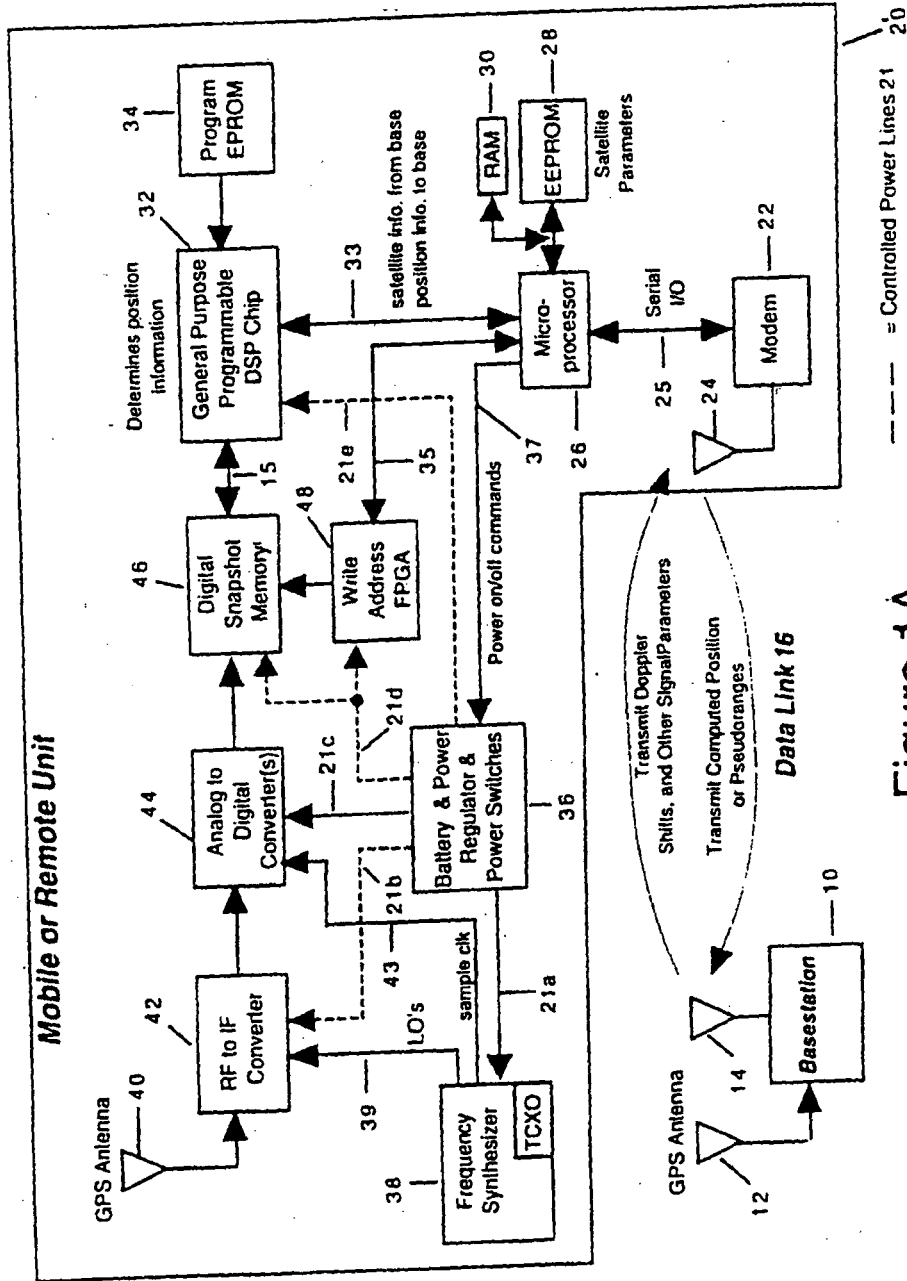 Mobile or Remote Unit
GPS Antenna
40
42
RF to IF
Converter
44
Analog to
Digital
Converter(s)
46
Digital
Snapshot
Memory
15
Determines position
information
32
General Purpose
Programmable
DSP Chip
34
Program
EPROM
39
LO's
43
sample clk
21b
21c
21d
48
Write
Address
FPGA
21e
35
33
satellite info. from base
position info. to base
38
Frequency
Synthesizer
TCXO
21a
Battery & Power
Regulator &
Power Switches
36
Power on/off commands
37
Micro-
processor
26
RAM
30
EEPROM
28
Satellite
Parameters
25
Serial
I/O
24
Modem
22
20
GPS Antenna
12
14
Basestation
10
Transmit Doppler
Shifts, and Other Signal Parameters
Transmit Computed Position
or Pseudoranges
Data Link 16
= Controlled Power Lines 21